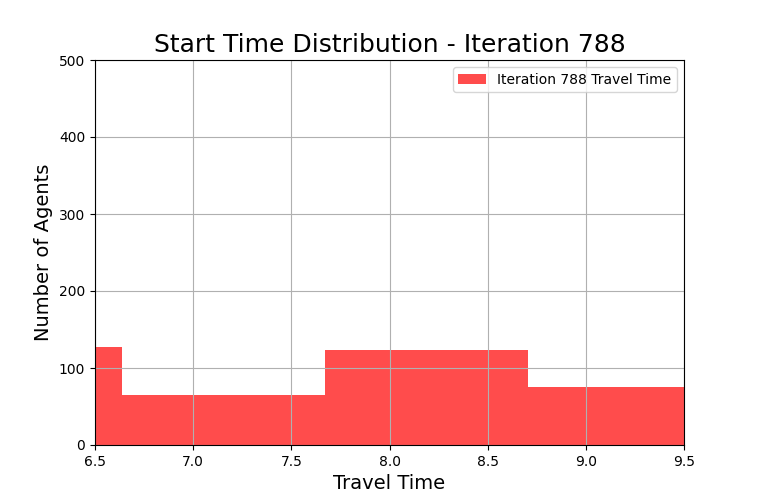 Start Time Distribution - Iteration 788
500
400
300
200
100
0
Number of Agents
Iteration 788 Travel Time
6.5 7.0 7.5 8.0 8.5 9.0 9.5
Travel Time